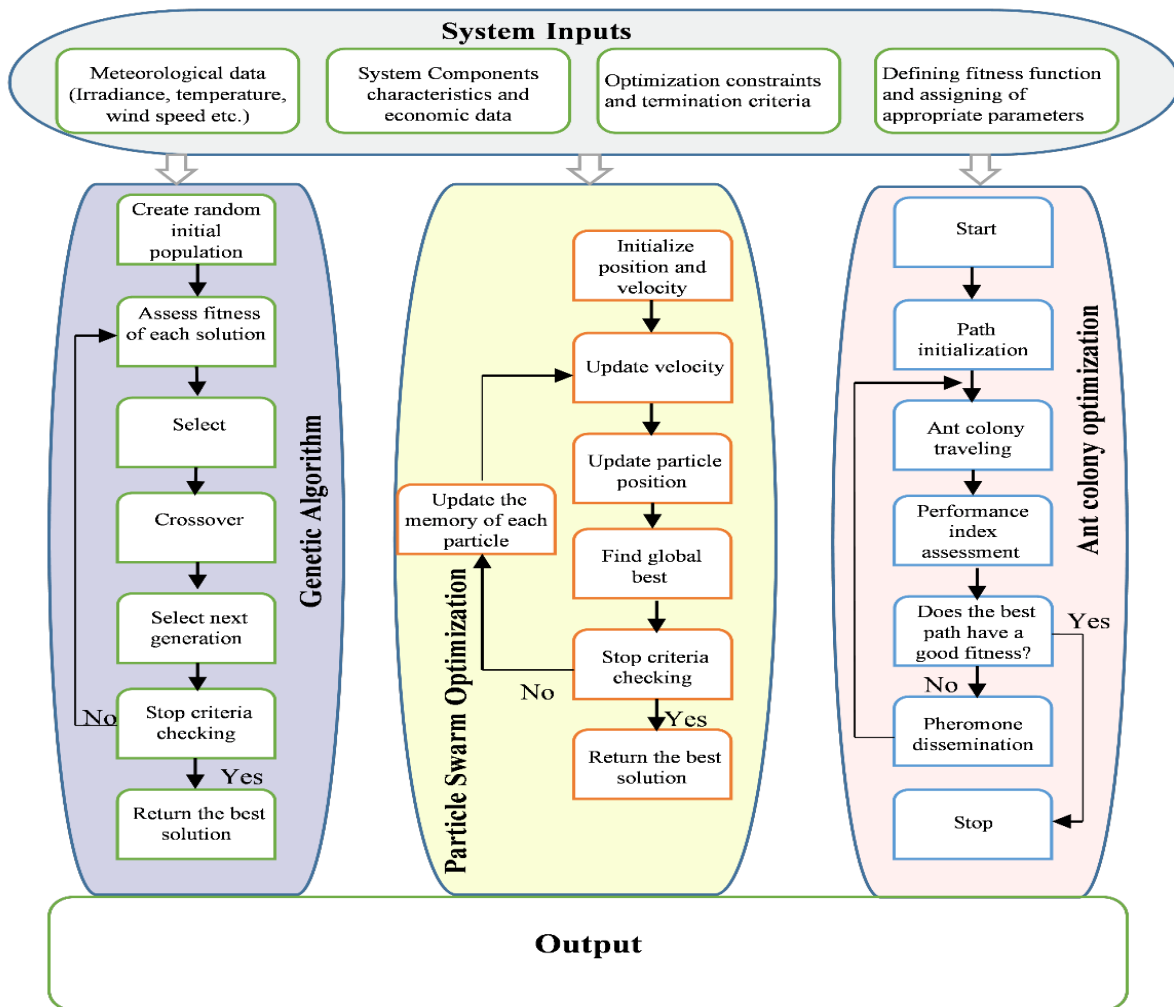 System Inputs
Meteorological data
(Irradiance, temperature,
wind speed etc.)
System Components
characteristics and
economic data
Optimization constraints
and termination criteria
Defining fitness function
and assigning of
appropriate parameters
Create random
initial
population
Assess fitness
of each solution
Select
Crossover
Select next
generation
Stop criteria
checking
No
Yes
Return the best
solution
Genetic Algorithm
Initialize
position and
velocity
Update velocity
Update particle
position
Update the
memory of each
particle
Find global
best
Stop criteria
checking
No
Yes
Return the best
solution
Particle Swarm Optimization
Start
Path
initialization
Ant colony
traveling
Performance
index
assessment
Does the best
path have a
good fitness?
Yes
No
Pheromone
dissemination
Stop
Ant colony optimization
Output